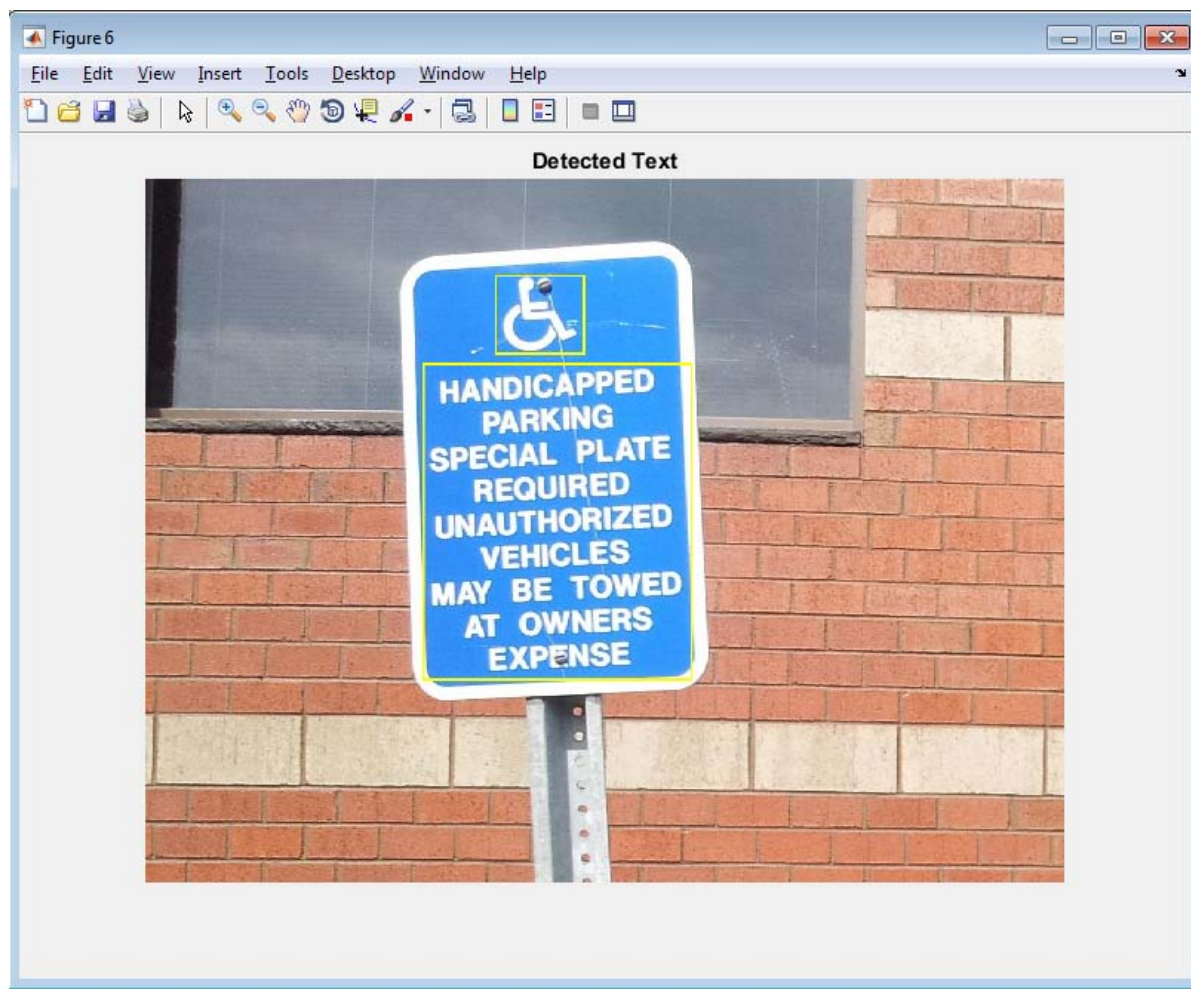 Figure 6
File Edit View Insert Tools Desktop Window Help
Detected Text
HANDICAPPED
PARKING
SPECIAL PLATE
REQUIRED
UNAUTHORIZED
VEHICLES
MAY BE TOWED
AT OWNERS
EXPENSE